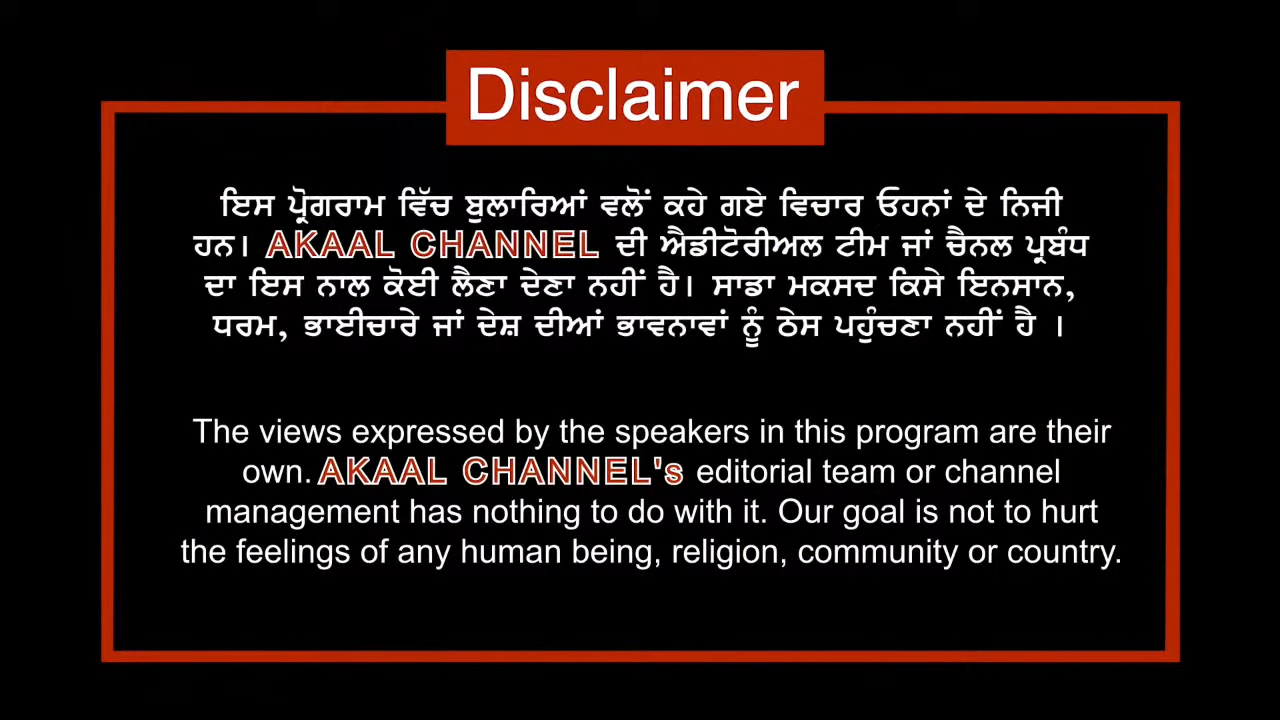 Disclaimer
ਇਸ ਪ੍ਰੋਗਰਾਮ ਵਿੱਚ ਬੁਲਾਰਿਆਂ ਵਲੋਂ ਕਹੇ ਗਏ ਵਿਚਾਰ ਓਹਨਾਂ ਦੇ ਨਿਜੀ
ਹਨ। AKAAL CHANNEL ਦੀ ਐਡੀਟੋਰੀਅਲ ਟੀਮ ਜਾਂ ਚੈਨਲ ਪ੍ਰਬੰਧ
ਦਾ ਇਸ ਨਾਲ ਕੋਈ ਲੈਣਾ ਦੇਣਾ ਨਹੀਂ ਹੈ। ਸਾਡਾ ਮਕਸਦ ਕਿਸੇ ਇਨਸਾਨ,
ਧਰਮ, ਭਾਈਚਾਰੇ ਜਾਂ ਦੇਸ਼ ਦੀਆਂ ਭਾਵਨਾਵਾਂ ਨੂੰ ਠੇਸ ਪਹੁੰਚਣਾ ਨਹੀਂ ਹੈ ।
The views expressed by the speakers in this program are their
own. AKAAL CHANNEL's editorial team or channel
management has nothing to do with it. Our goal is not to hurt
the feelings of any human being, religion, community or country.